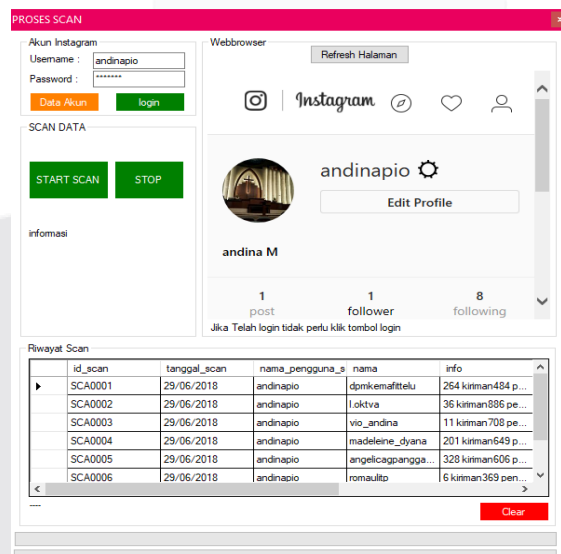 PROSES SCAN
Akun Instagram
Username : andinapio
Password : *******
Data Akun login
SCAN DATA
START SCAN STOP
informasi
Webbrowser
Refresh Halaman
Instagram
andinapio
Edit Profile
andina M
1 1 8
post follower following
Jika Telah login tidak perlu klik tombol login
Riwayat Scan
id_scan tanggal_scan nama_pengguna_s nama info
SCA0001 29/06/2018 andinapio dpmkemafittelu 264 kiriman484 p...
SCA0002 29/06/2018 andinapio l.oktva 36 kiriman886 pe...
SCA0003 29/06/2018 andinapio vio_andina 11 kiriman708 pe...
SCA0004 29/06/2018 andinapio madeleine_dyana 201 kiriman649 p...
SCA0005 29/06/2018 andinapio angelicagpangga... 328 kiriman606 p...
SCA0006 29/06/2018 andinapio romaulitp 6 kiriman369 pen...
----
Clear